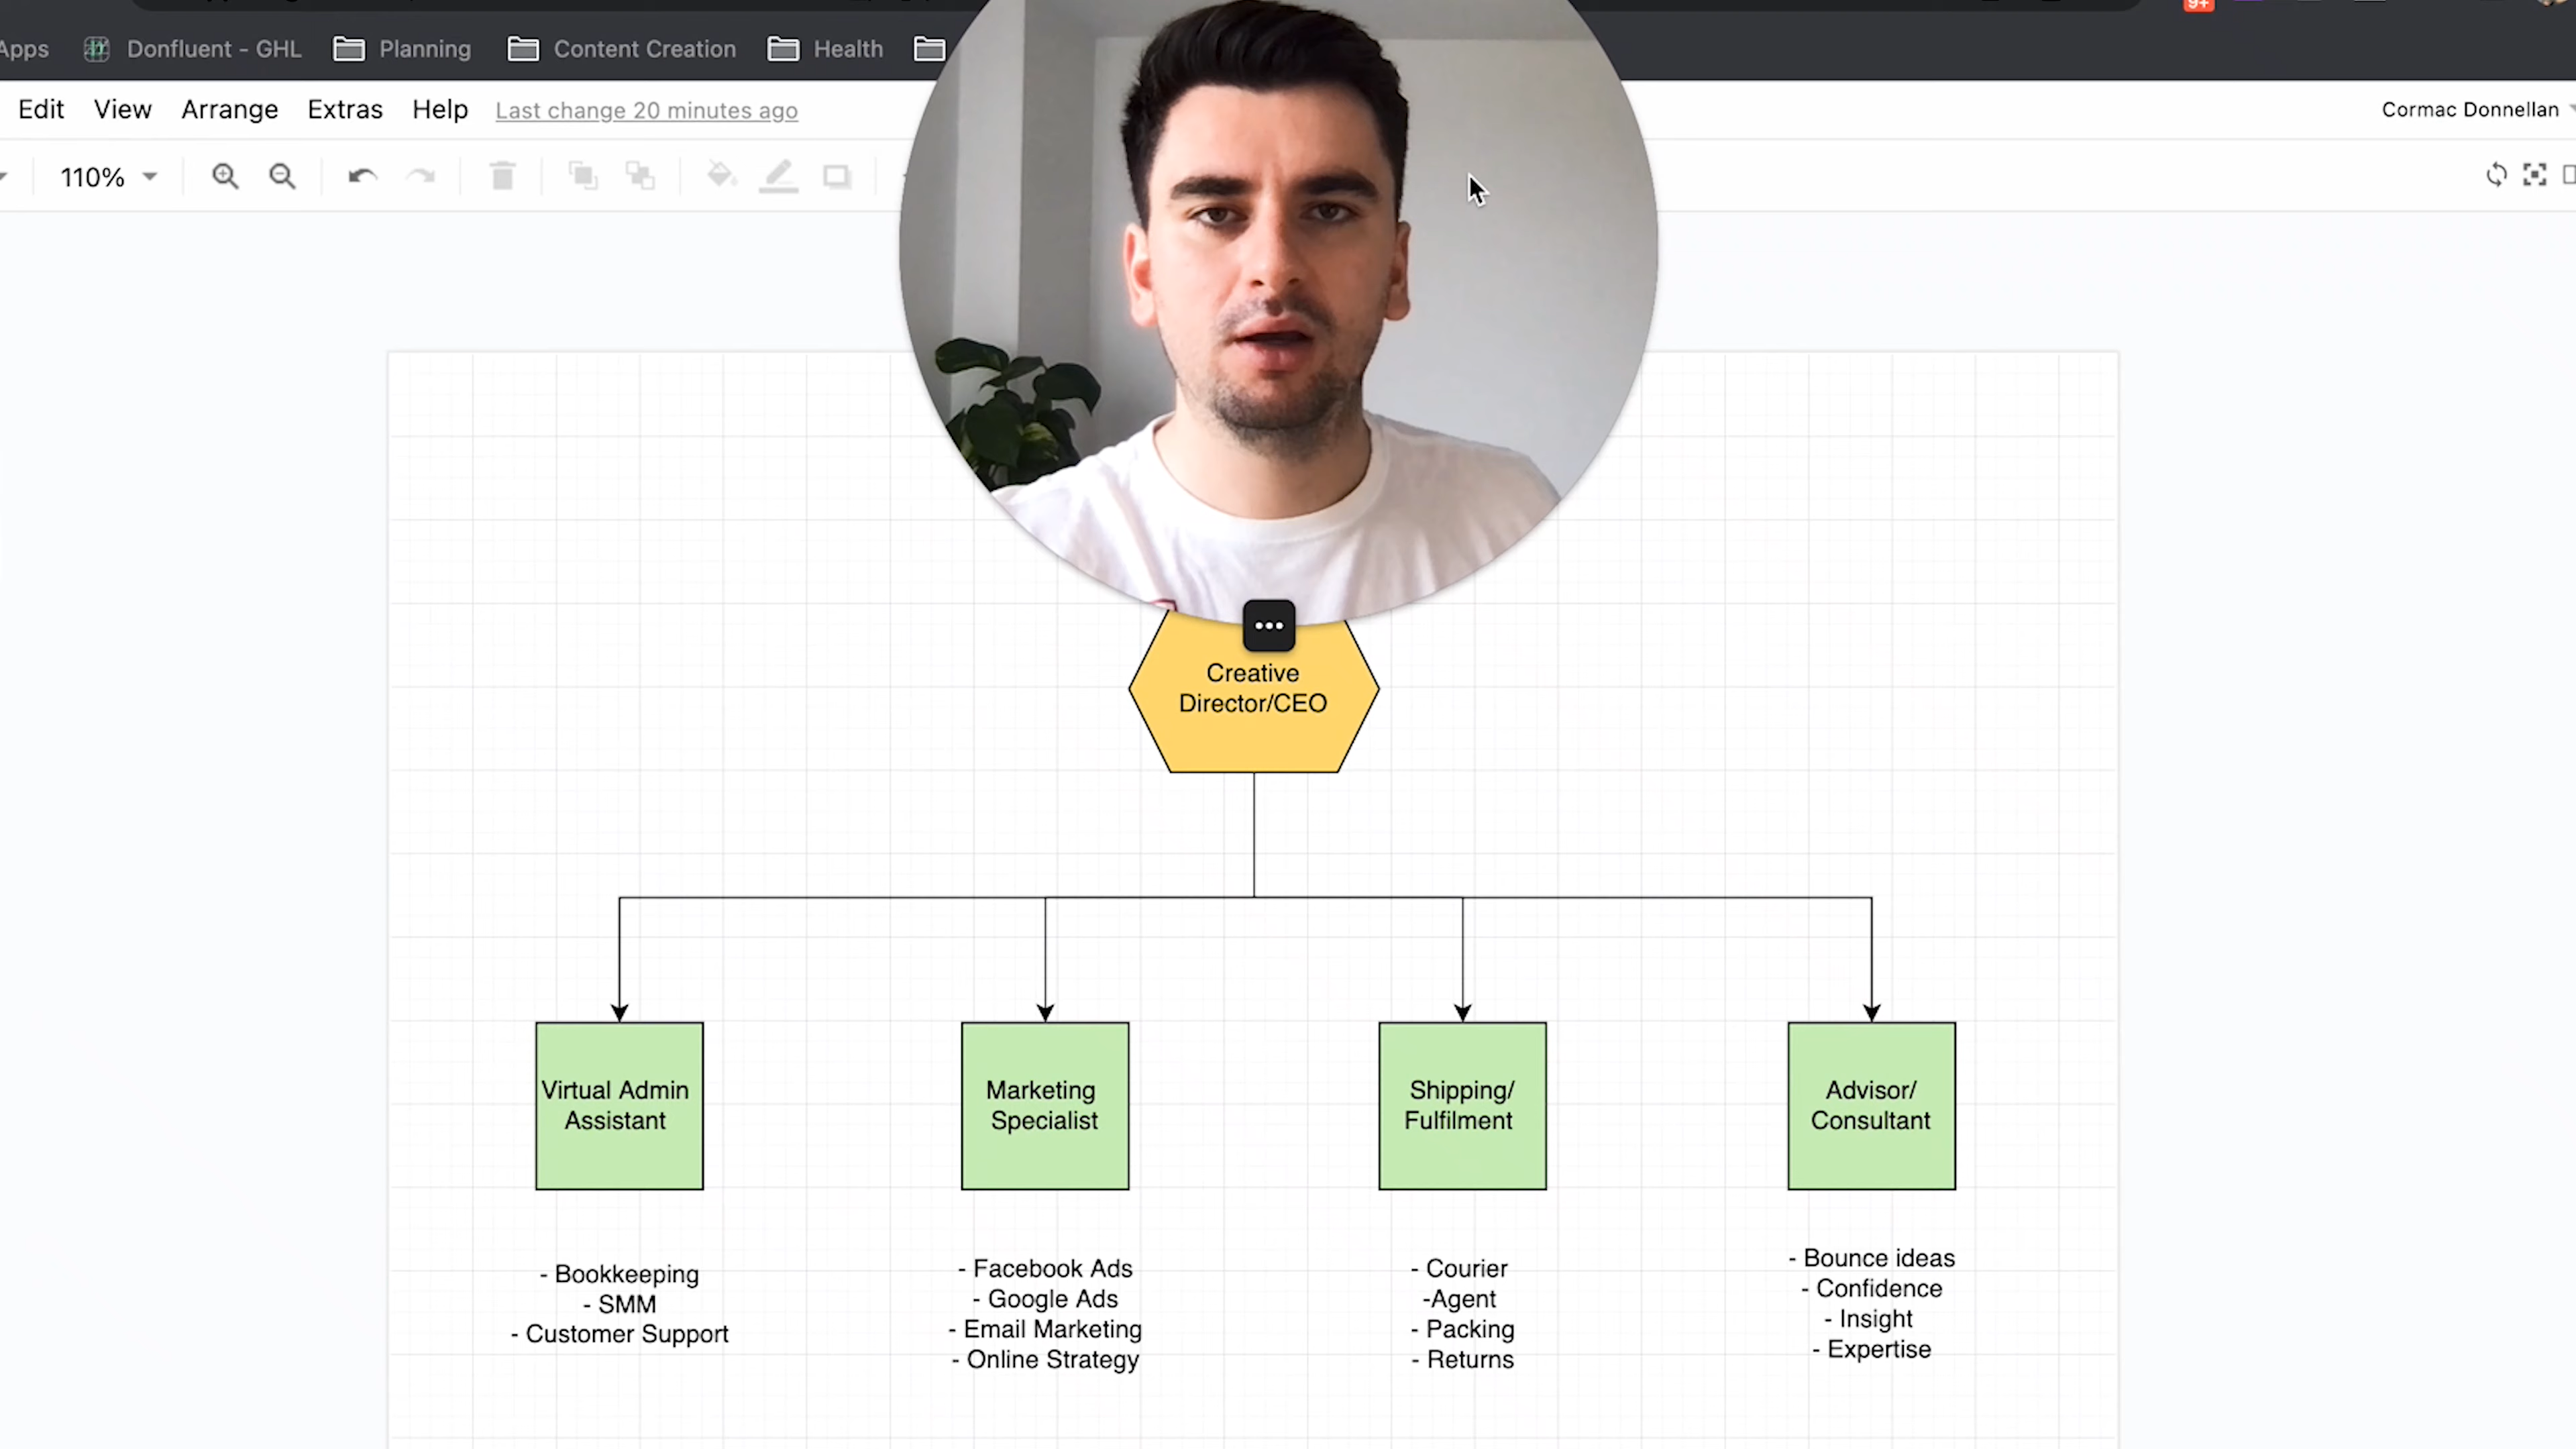 9+
Apps Donfluent - GHL Planning Content Creation Health
Edit View Arrange Extras Help Last change 20 minutes ago Cormac Donnellan
110%
Creative
Director/CEO
Virtual Admin
Assistant
Marketing
Specialist
Shipping/
Fulfilment
Advisor/
Consultant
- Bookkeeping
- SMM
- Customer Support
- Facebook Ads
- Google Ads
- Email Marketing
- Online Strategy
- Courier
-Agent
- Packing
- Returns
- Bounce ideas
- Confidence
- Insight
- Expertise